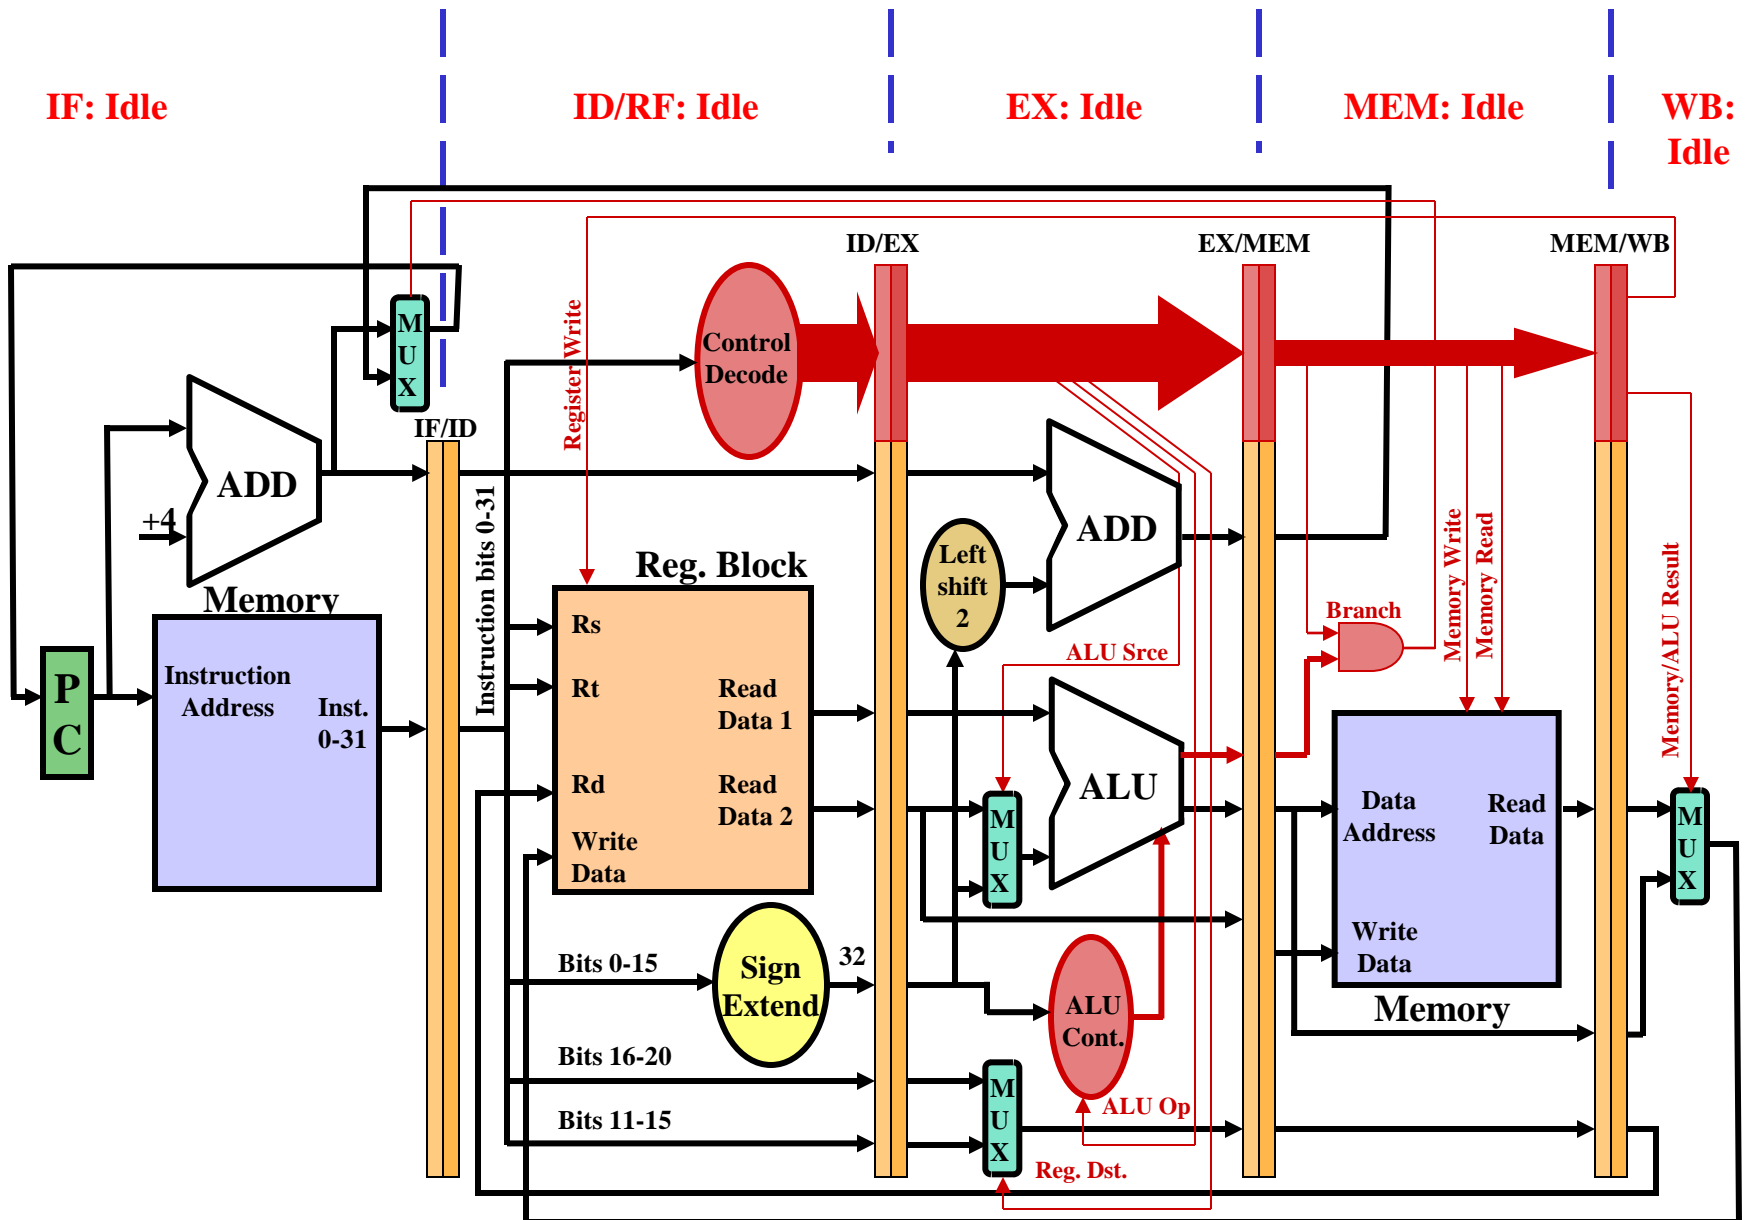 IF: Idle
ID/RF: Idle
EX: Idle
MEM: Idle
WB:
Idle
ID/EX
EX/MEM
MEM/WB
M
U
X
Register Write
Control
Decode
IF/ID
ADD
+4
Instruction bits 0-31
ADD
Left
shift
2
Memory
Reg. Block
Branch
Memory Write
Memory Read
Memory/ALU Result
P
C
Instruction
Address
Inst.
0-31
Rs
Rt
Read
Data 1
Rd
Read
Data 2
Write
Data
ALU Srce
ALU
M
U
X
Data
Address
Read
Data
Write
Data
Memory
M
U
X
Bits 0-15
Sign
Extend
32
ALU
Cont.
Bits 16-20
Bits 11-15
M
U
X
ALU Op
Reg. Dst.